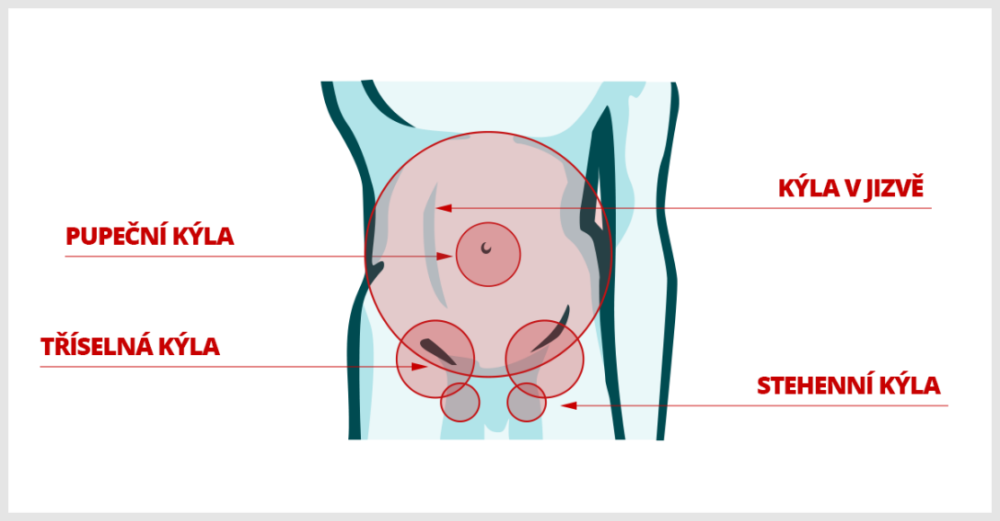 KÝLA V JIZVĚ
PUPEČNÍ KÝLA
TŘÍSELNÁ KÝLA
STEHENNÍ KÝLA